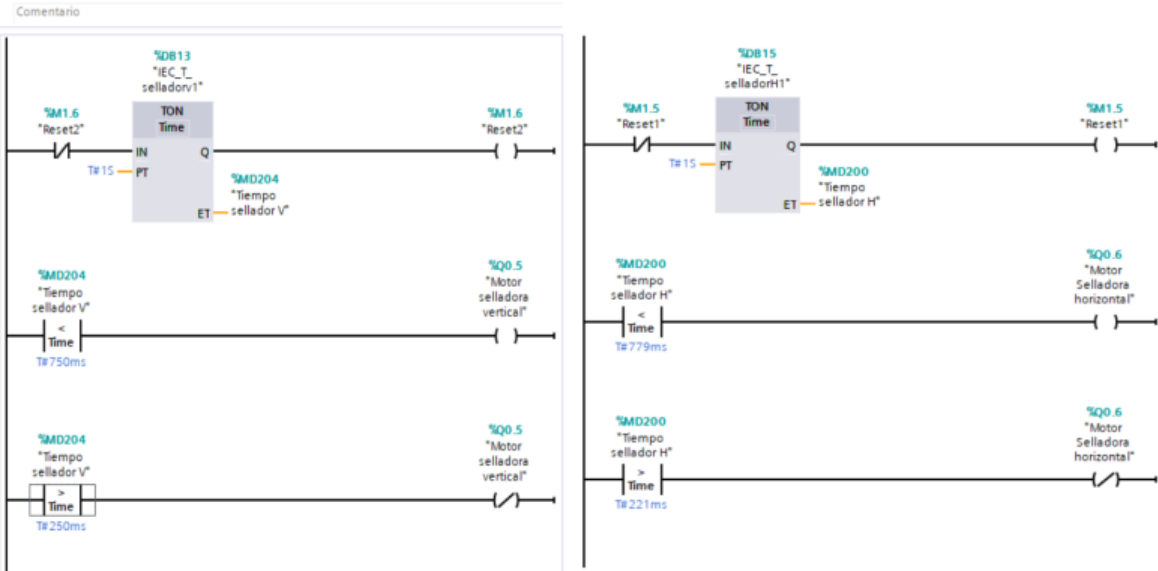 Comentario
%DB13
"IEC_T_
selladorv1"
TON
Time
%M1.6
"Reset2"
IN
Q
%M1.6
"Reset2"
T#1S
PT
%MD204
"Tiempo
sellador V"
ET
%MD204
"Tiempo
sellador V"
<
Time
T#750ms
%Q0.5
"Motor
selladora
vertical"
%MD204
"Tiempo
sellador V"
>
Time
T#250ms
%Q0.5
"Motor
selladora
vertical"
%DB15
"IEC_T_
selladorH1"
TON
Time
%M1.5
"Reset1"
IN
Q
%M1.5
"Reset1"
T#1S
PT
%MD200
"Tiempo
sellador H"
ET
%MD200
"Tiempo
sellador H"
<
Time
T#779ms
%Q0.6
"Motor
Selladora
horizontal"
%MD200
"Tiempo
sellador H"
>
Time
T#221ms
%Q0.6
"Motor
Selladora
horizontal"